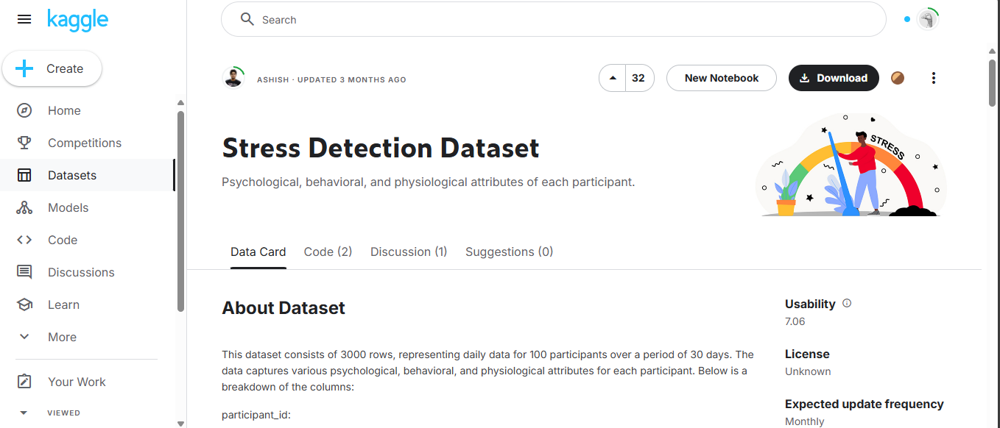 kaggle
Search
Create
Home
Competitions
Datasets
Models
Code
Discussions
Learn
More
Your Work
VIEWED
ASHISH · UPDATED 3 MONTHS AGO
32
New Notebook
Download
Stress Detection Dataset
Psychological, behavioral, and physiological attributes of each participant.
STRESS
Data Card
Code (2)
Discussion (1)
Suggestions (0)
About Dataset
This dataset consists of 3000 rows, representing daily data for 100 participants over a period of 30 days. The
data captures various psychological, behavioral, and physiological attributes for each participant. Below is a
breakdown of the columns:
participant_id:
Usability
7.06
License
Unknown
Expected update frequency
Monthly